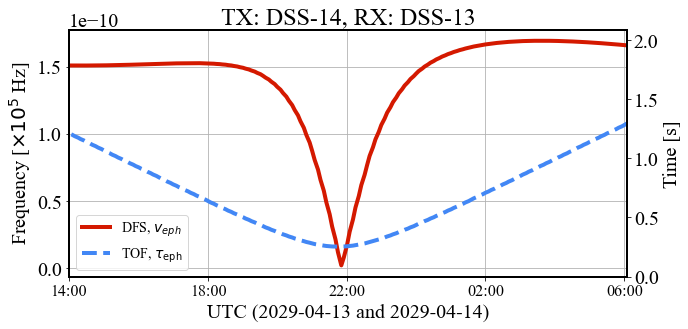 TX: DSS-14, RX: DSS-13
1e−10
Frequency [×10⁵ Hz]
1.5
1.0
0.5
0.0
2.0
1.5
1.0
0.5
0.0
Time [s]
DFS, νₑₚₕ
TOF, τₑₚₕ
14:00 18:00 22:00 02:00 06:00
UTC (2029-04-13 and 2029-04-14)